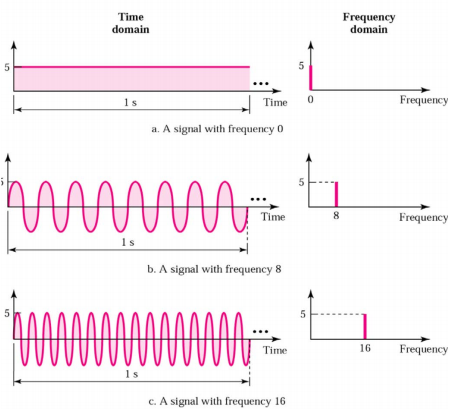 Time
domain
Frequency
domain
5
1 s
Time
a. A signal with frequency 0
5
0
Frequency
5
1 s
Time
b. A signal with frequency 8
5
8
Frequency
5
1 s
Time
c. A signal with frequency 16
5
16
Frequency